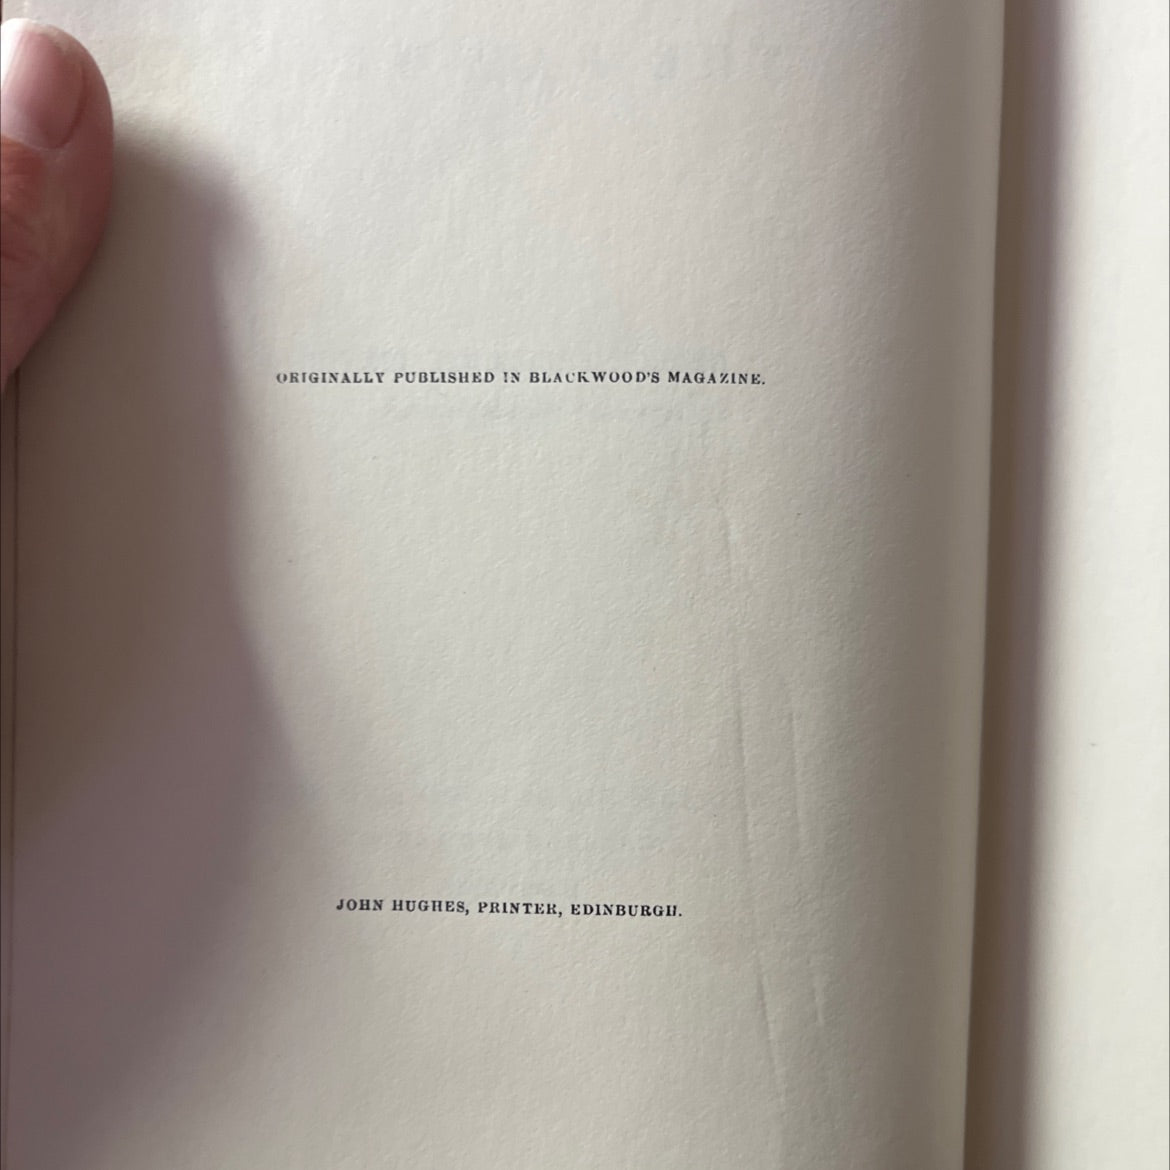 ORIGINALLY PUBLISHED IN BLACKWOOD'S MAGAZINE.
JOHN HUGHES, PRINTER, EDINBURGH.